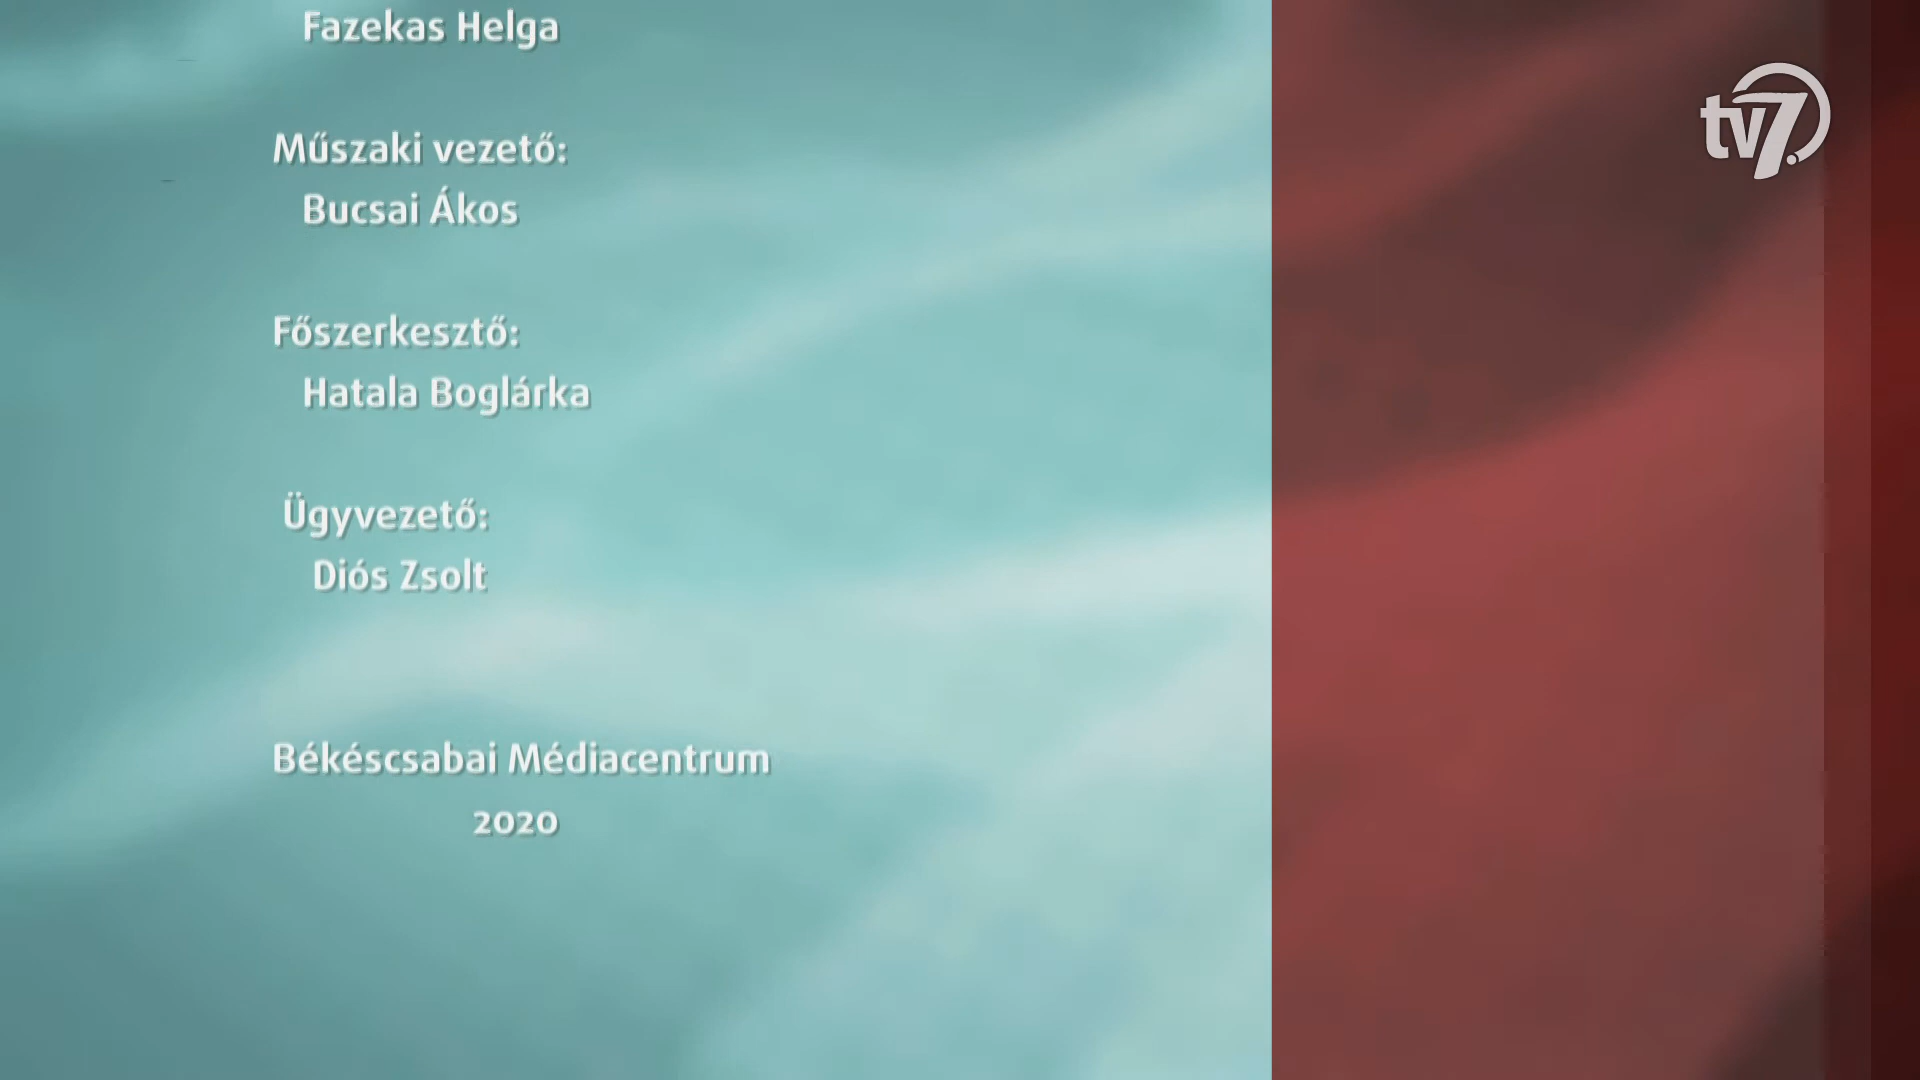 Fazekas Helga
tv7.
Műszaki vezető:
Bucsai Ákos
Főszerkesztő:
Hatala Boglárka
Ügyvezető:
Diós Zsolt
Békéscsabai Médiacentrum
2020